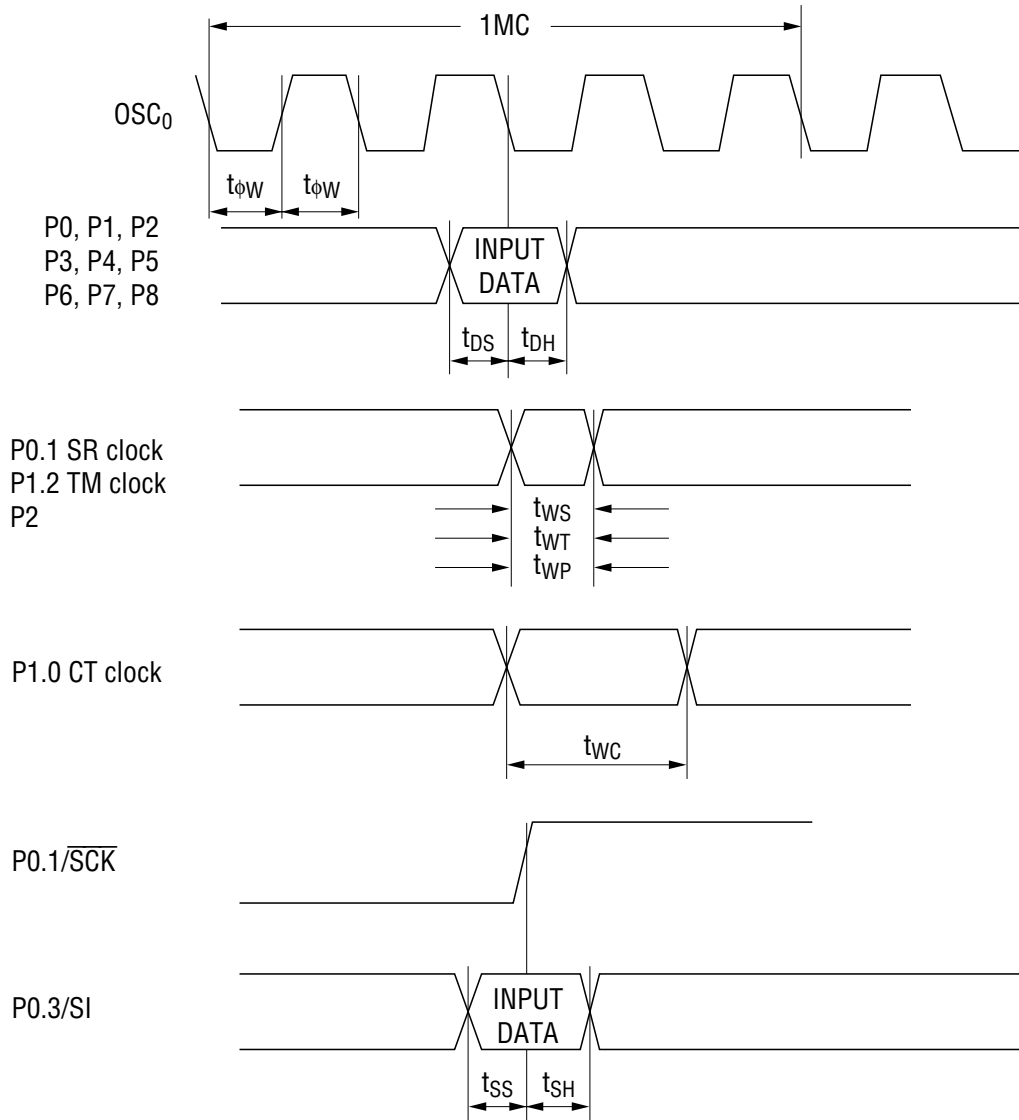 1MC
OSC₀
tϕW tϕW
P0, P1, P2
P3, P4, P5
P6, P7, P8
INPUT
DATA
tDS tDH
P0.1 SR clock
P1.2 TM clock
P2
tWS
tWT
tWP
P1.0 CT clock
tWC
P0.1/S̅C̅K̅
P0.3/SI
INPUT
DATA
tSS tSH